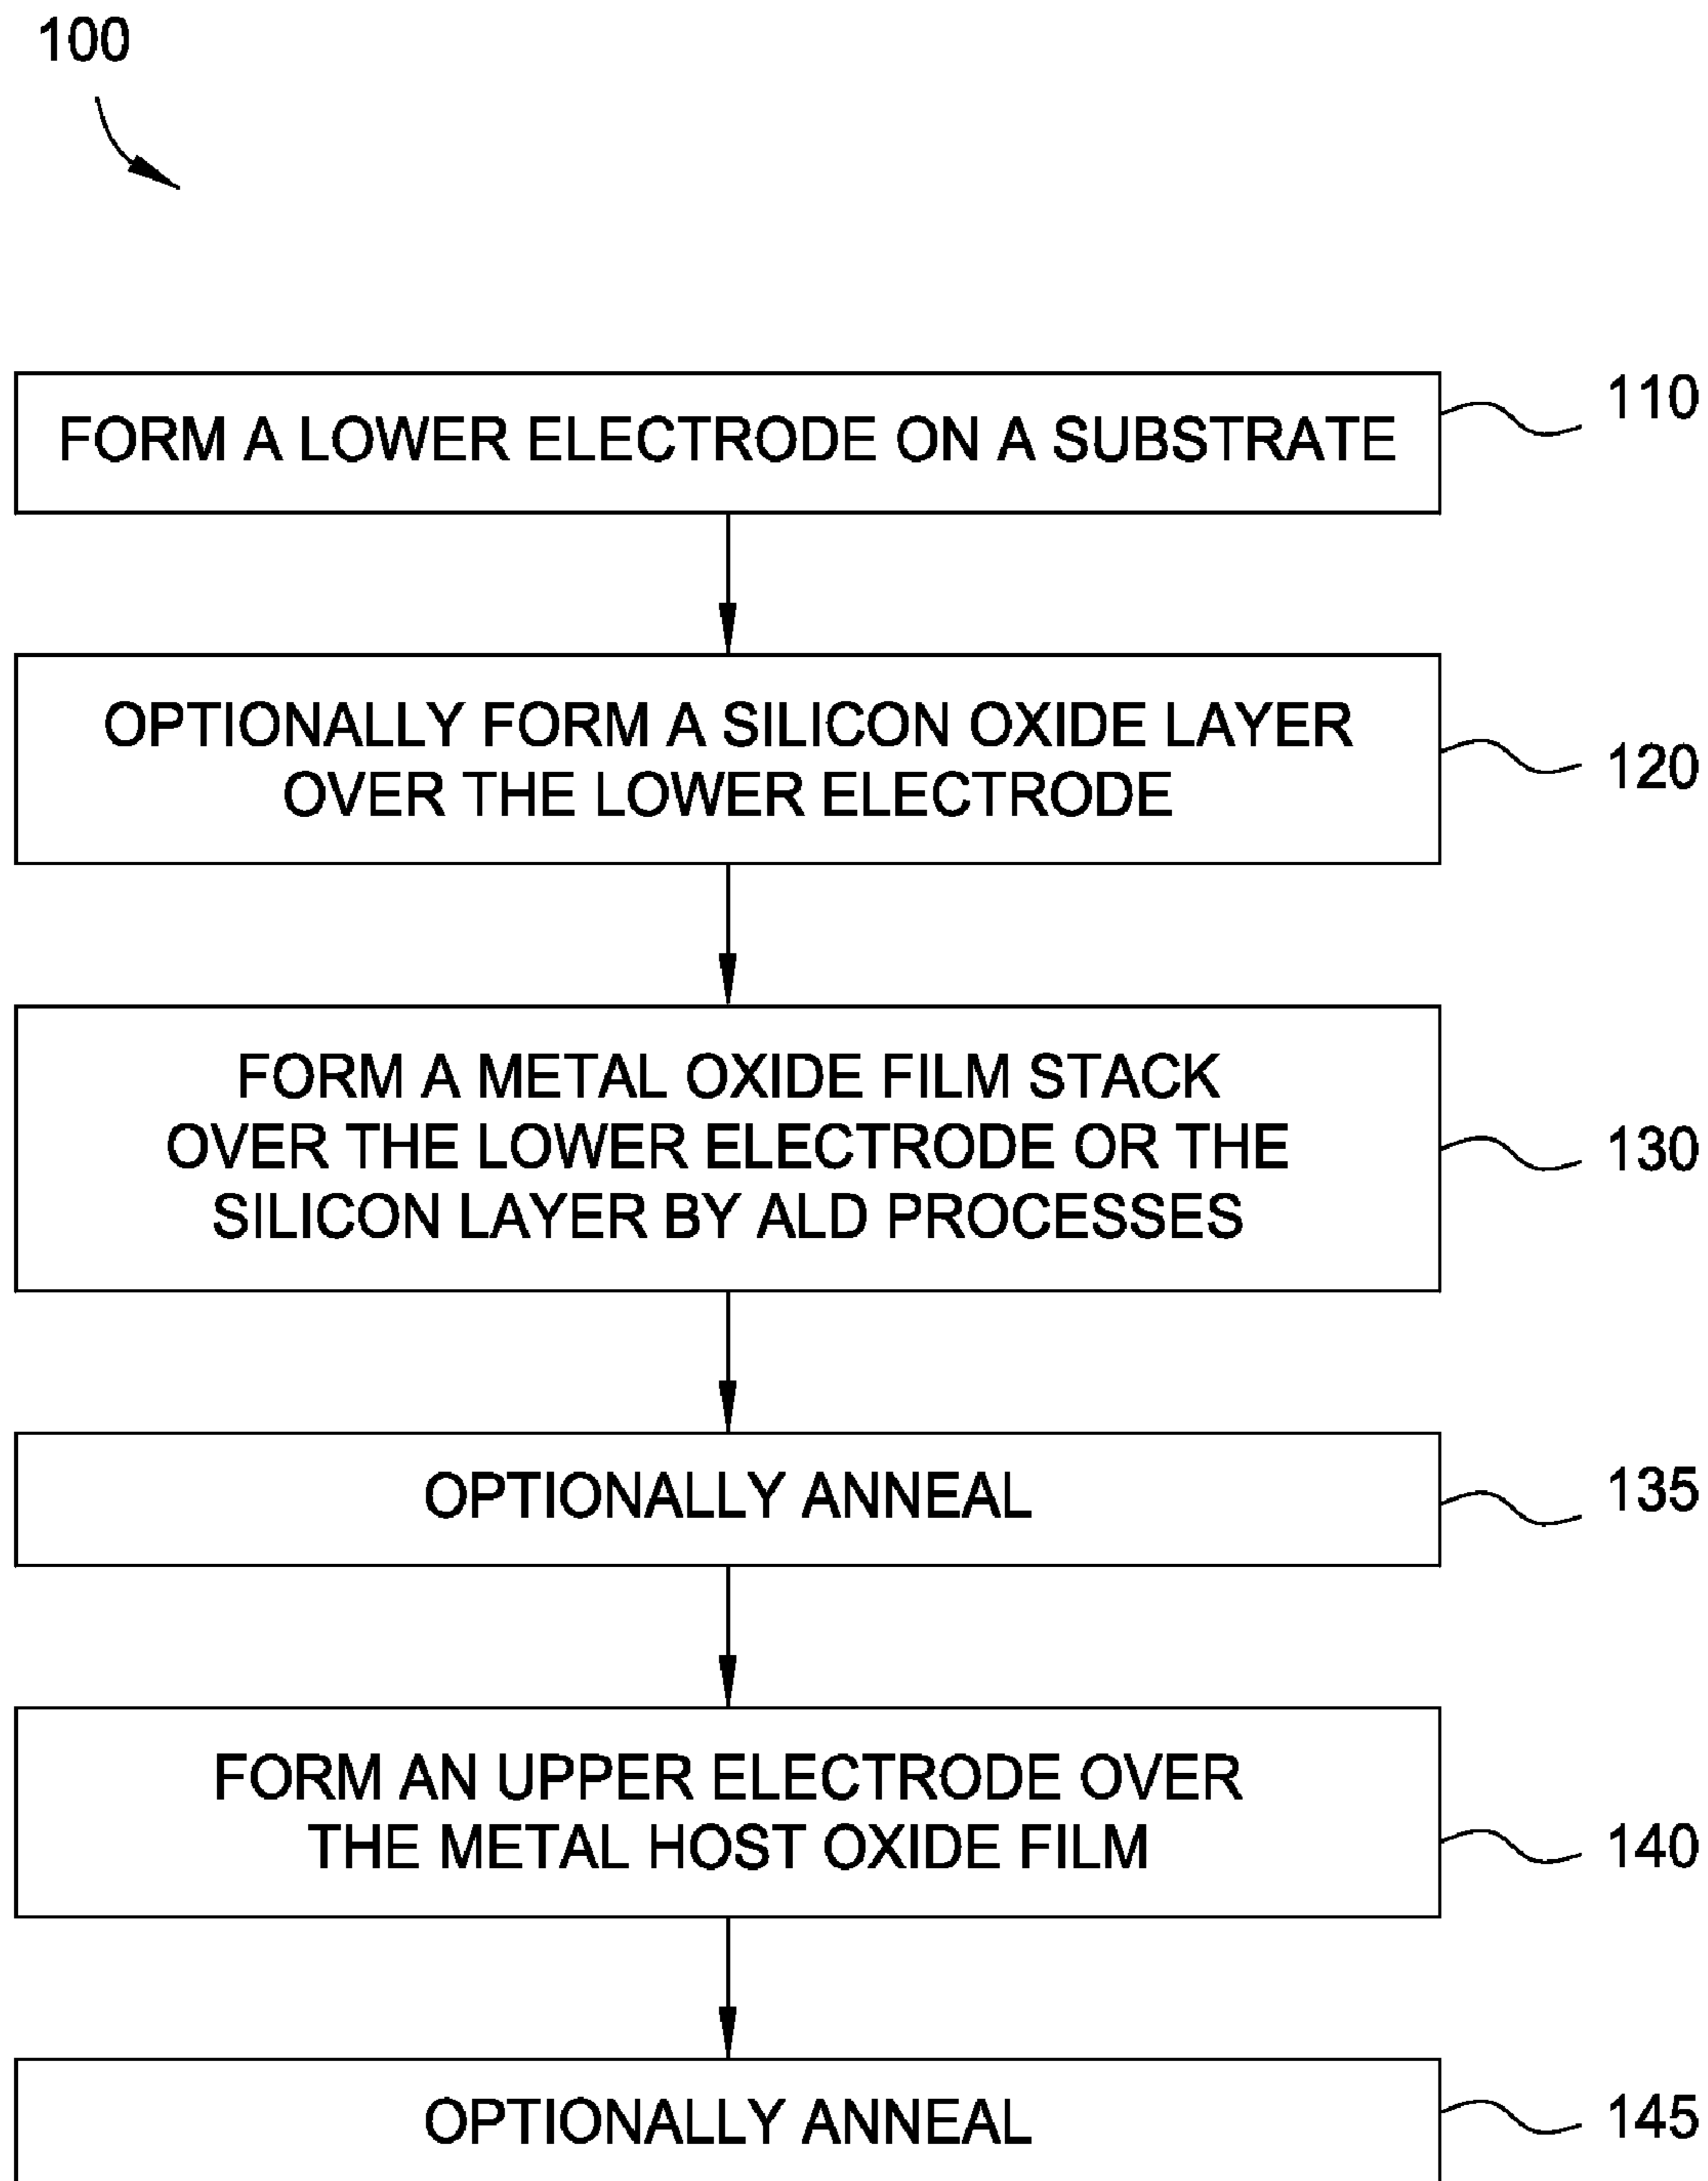 100
FORM A LOWER ELECTRODE ON A SUBSTRATE
110
OPTIONALLY FORM A SILICON OXIDE LAYER
OVER THE LOWER ELECTRODE
120
FORM A METAL OXIDE FILM STACK
OVER THE LOWER ELECTRODE OR THE
SILICON LAYER BY ALD PROCESSES
130
OPTIONALLY ANNEAL
135
FORM AN UPPER ELECTRODE OVER
THE METAL HOST OXIDE FILM
140
OPTIONALLY ANNEAL
145